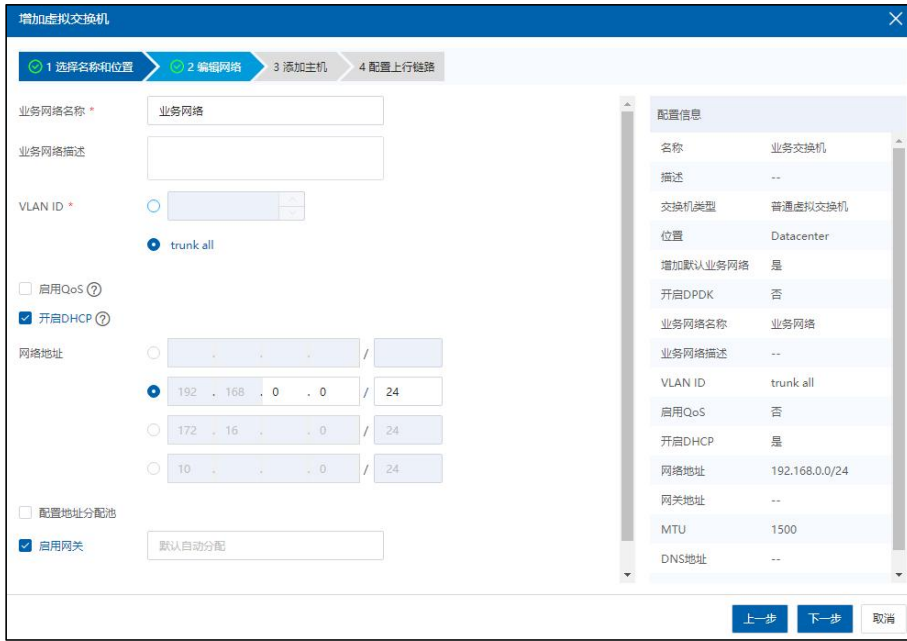 增加虚拟交换机
1 选择名称和位置 2 编辑网络 3 添加主机 4 配置上行链路
业务网络名称 * 业务网络
业务网络描述
VLAN ID *
trunk all
启用QoS ?
开启DHCP ?
网络地址 . . . /
192 . 168 . 0 . 0 / 24
172 . 16 . . 0 / 24
10 . . . 0 / 24
配置地址分配池
启用网关 默认自动分配
配置信息
名称 业务交换机
描述 --
交换机类型 普通虚拟交换机
位置 Datacenter
增加默认业务网络 是
开启DPDK 否
业务网络名称 业务网络
业务网络描述 --
VLAN ID trunk all
启用QoS 否
开启DHCP 是
网络地址 192.168.0.0/24
网关地址 --
MTU 1500
DNS地址 --
上一步 下一步 取消